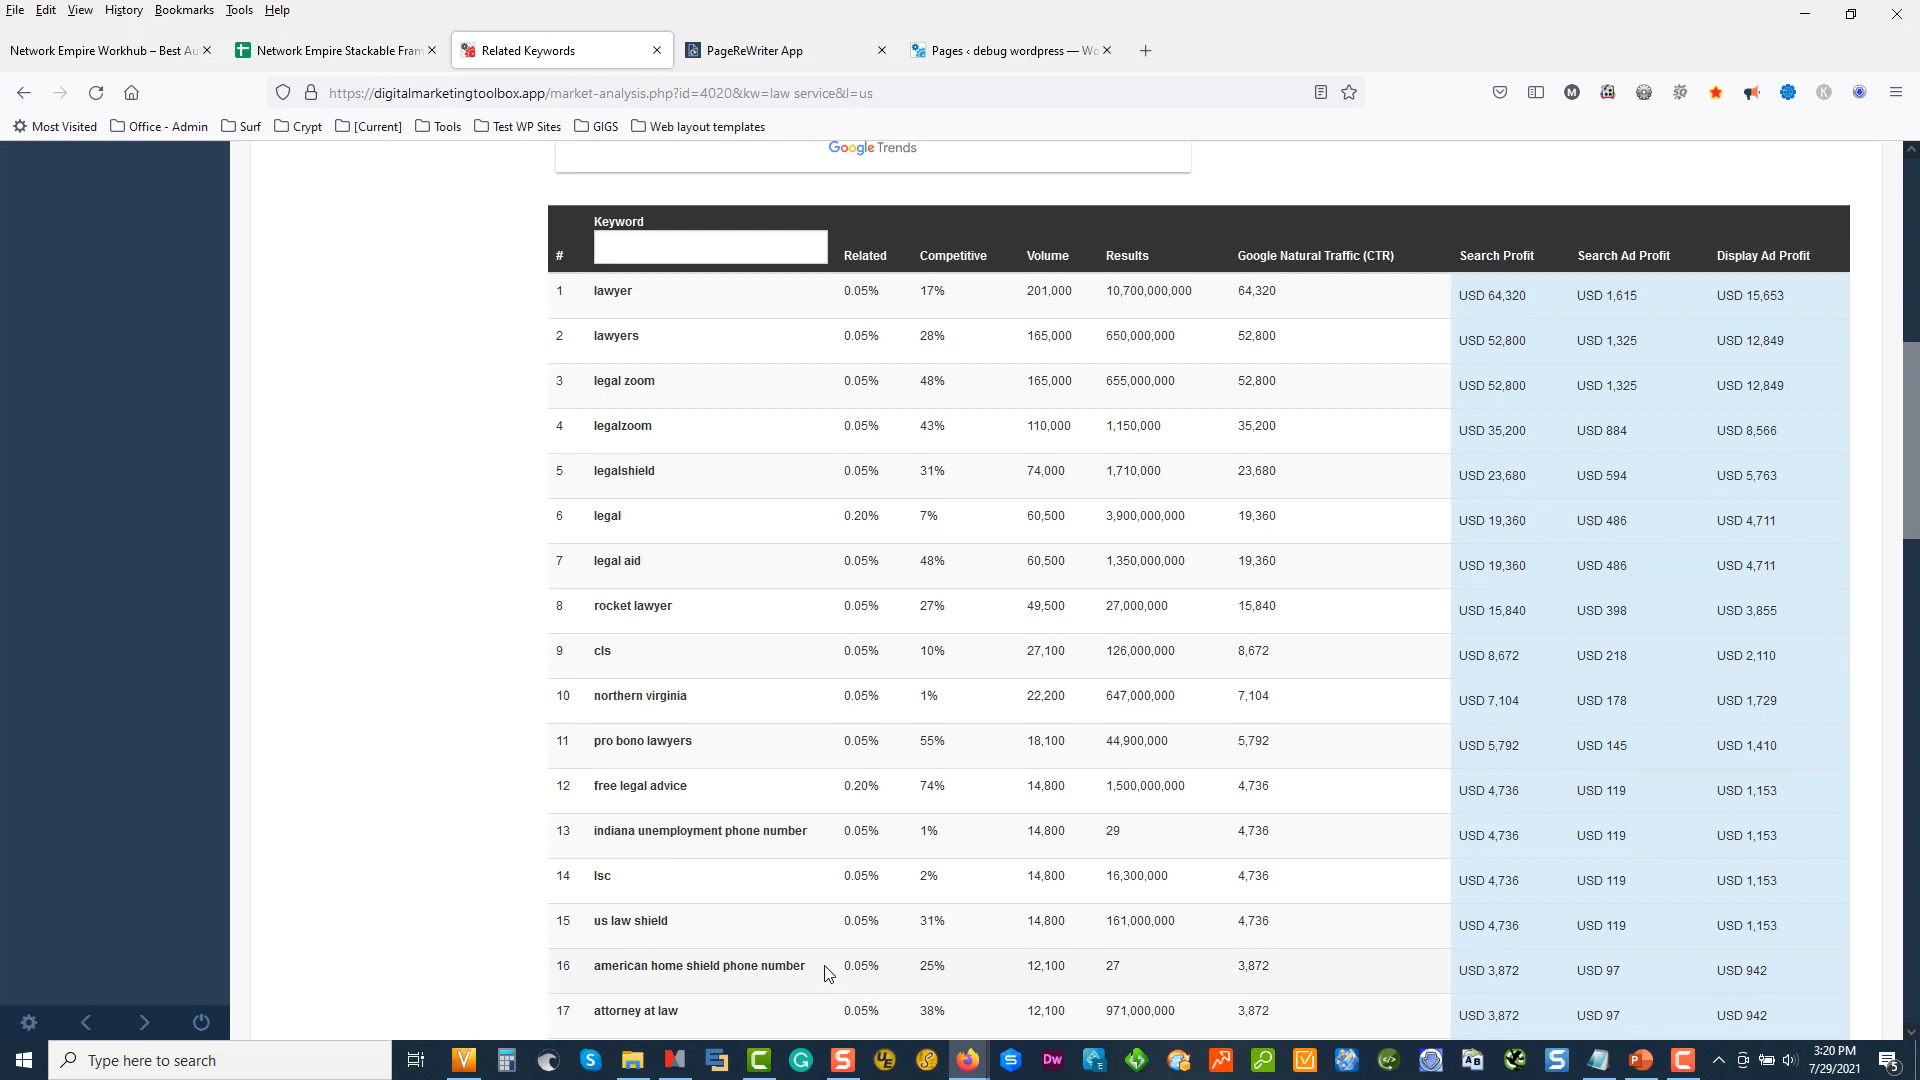 File Edit View History Bookmarks Tools Help
Network Empire Workhub – Best Au
Network Empire Stackable Fram
Related Keywords
PageReWriter App
Pages ‹ debug wordpress — Wo
https://digitalmarketingtoolbox.app/market-analysis.php?id=4020&kw=law service&l=us
Most Visited Office - Admin Surf Crypt [Current] Tools Test WP Sites GIGS Web layout templates
Google Trends
Keyword
# Related Competitive Volume Results Google Natural Traffic (CTR) Search Profit Search Ad Profit Display Ad Profit
1 lawyer 0.05% 17% 201,000 10,700,000,000 64,320 USD 64,320 USD 1,615 USD 15,653
2 lawyers 0.05% 28% 165,000 650,000,000 52,800 USD 52,800 USD 1,325 USD 12,849
3 legal zoom 0.05% 48% 165,000 655,000,000 52,800 USD 52,800 USD 1,325 USD 12,849
4 legalzoom 0.05% 43% 110,000 1,150,000 35,200 USD 35,200 USD 884 USD 8,566
5 legalshield 0.05% 31% 74,000 1,710,000 23,680 USD 23,680 USD 594 USD 5,763
6 legal 0.20% 7% 60,500 3,900,000,000 19,360 USD 19,360 USD 486 USD 4,711
7 legal aid 0.05% 48% 60,500 1,350,000,000 19,360 USD 19,360 USD 486 USD 4,711
8 rocket lawyer 0.05% 27% 49,500 27,000,000 15,840 USD 15,840 USD 398 USD 3,855
9 cls 0.05% 10% 27,100 126,000,000 8,672 USD 8,672 USD 218 USD 2,110
10 northern virginia 0.05% 1% 22,200 647,000,000 7,104 USD 7,104 USD 178 USD 1,729
11 pro bono lawyers 0.05% 55% 18,100 44,900,000 5,792 USD 5,792 USD 145 USD 1,410
12 free legal advice 0.20% 74% 14,800 1,500,000,000 4,736 USD 4,736 USD 119 USD 1,153
13 indiana unemployment phone number 0.05% 1% 14,800 29 4,736 USD 4,736 USD 119 USD 1,153
14 lsc 0.05% 2% 14,800 16,300,000 4,736 USD 4,736 USD 119 USD 1,153
15 us law shield 0.05% 31% 14,800 161,000,000 4,736 USD 4,736 USD 119 USD 1,153
16 american home shield phone number 0.05% 25% 12,100 27 3,872 USD 3,872 USD 97 USD 942
17 attorney at law 0.05% 38% 12,100 971,000,000 3,872 USD 3,872 USD 97 USD 942
Type here to search
3:20 PM
7/29/2021